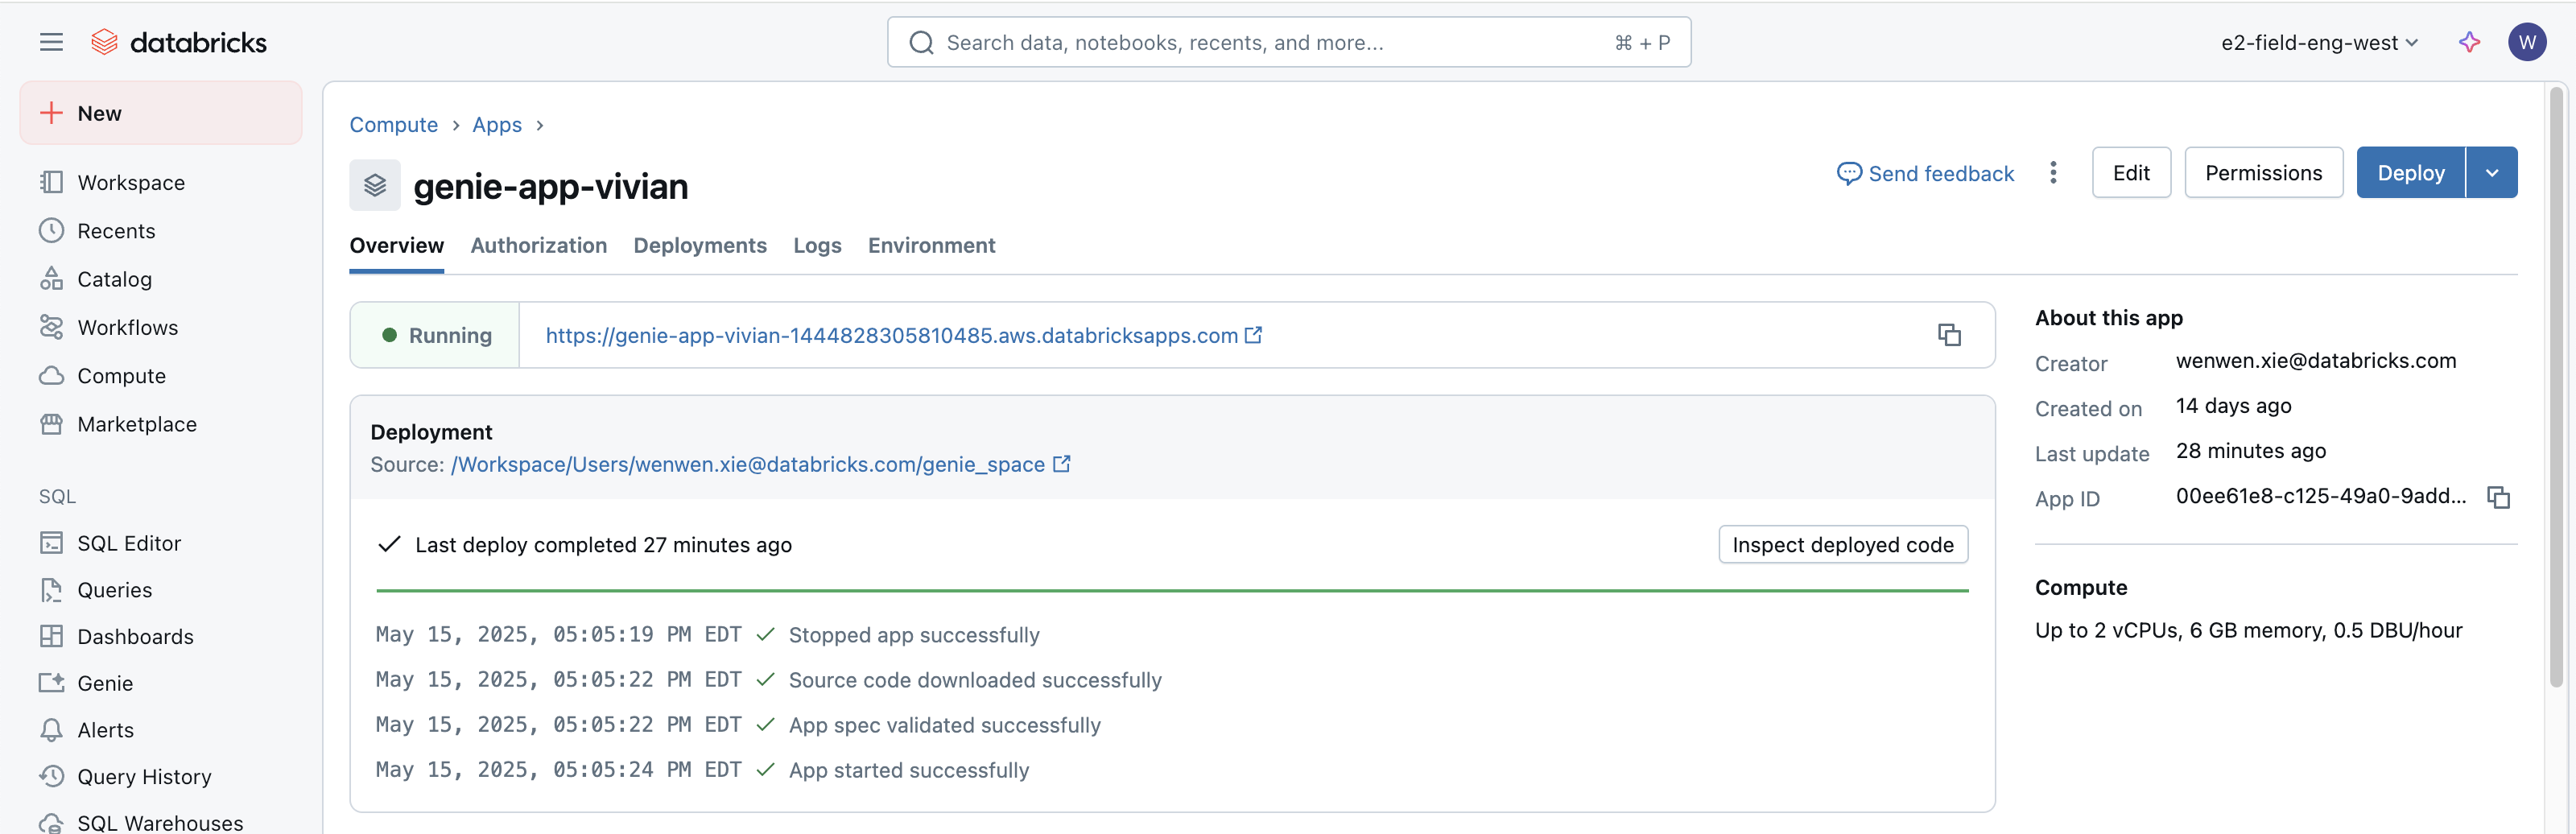 databricks
Search data, notebooks, recents, and more...
⌘ + P
e2-field-eng-west
W
New
Workspace
Recents
Catalog
Workflows
Compute
Marketplace
SQL
SQL Editor
Queries
Dashboards
Genie
Alerts
Query History
SQL Warehouses
Compute > Apps >
genie-app-vivian
Send feedback
Edit
Permissions
Deploy
Overview Authorization Deployments Logs Environment
Running
https://genie-app-vivian-1444828305810485.aws.databricksapps.com
Deployment
Source: /Workspace/Users/wenwen.xie@databricks.com/genie_space
Last deploy completed 27 minutes ago
Inspect deployed code
May 15, 2025, 05:05:19 PM EDT ✓ Stopped app successfully
May 15, 2025, 05:05:22 PM EDT ✓ Source code downloaded successfully
May 15, 2025, 05:05:22 PM EDT ✓ App spec validated successfully
May 15, 2025, 05:05:24 PM EDT ✓ App started successfully
About this app
Creator wenwen.xie@databricks.com
Created on 14 days ago
Last update 28 minutes ago
App ID 00ee61e8-c125-49a0-9add...
Compute
Up to 2 vCPUs, 6 GB memory, 0.5 DBU/hour